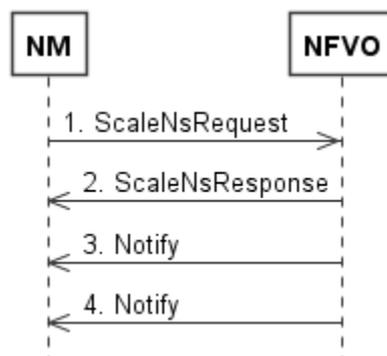 NM NFVO
1. ScaleNsRequest
2. ScaleNsResponse
3. Notify
4. Notify